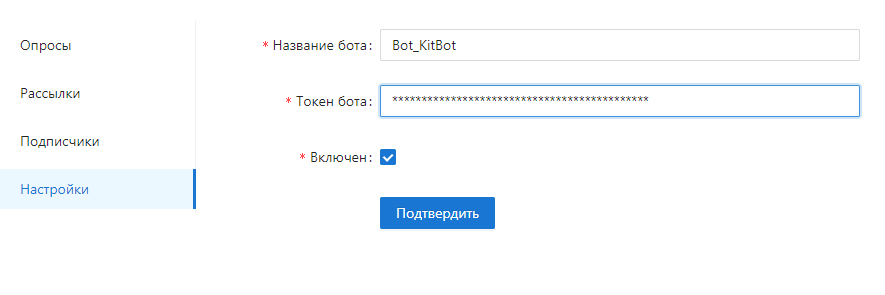 Опросы
Рассылки
Подписчики
Настройки
* Название бота: Bot_KitBot
* Токен бота: ********************************************
* Включен:
Подтвердить